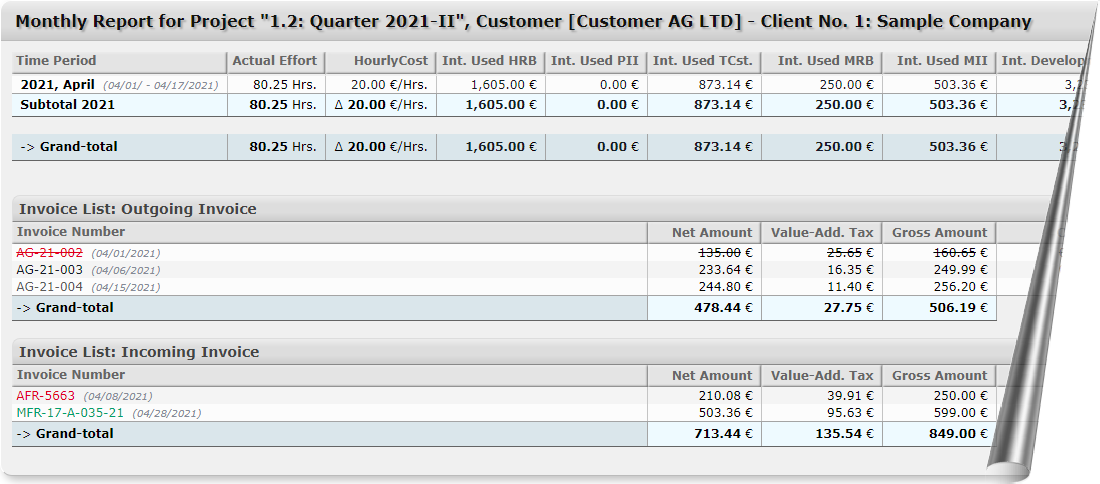 Monthly Report for Project "1.2: Quarter 2021-II", Customer [Customer AG LTD] - Client No. 1: Sample Company
Time Period Actual Effort HourlyCost Int. Used HRB Int. Used PII Int. Used TCst. Int. Used MRB Int. Used MII Int. Develop
2021, April (04/01/ - 04/17/2021) 80.25 Hrs. 20.00 €/Hrs. 1,605.00 € 0.00 € 873.14 € 250.00 € 503.36 €
Subtotal 2021 80.25 Hrs. Δ 20.00 €/Hrs. 1,605.00 € 0.00 € 873.14 € 250.00 € 503.36 €
-> Grand-total 80.25 Hrs. Δ 20.00 €/Hrs. 1,605.00 € 0.00 € 873.14 € 250.00 € 503.36 €
Invoice List: Outgoing Invoice
Invoice Number Net Amount Value-Add. Tax Gross Amount
AG-21-002 (04/01/2021) 135.00 € 25.65 € 160.65 €
AG-21-003 (04/06/2021) 233.64 € 16.35 € 249.99 €
AG-21-004 (04/15/2021) 244.80 € 11.40 € 256.20 €
-> Grand-total 478.44 € 27.75 € 506.19 €
Invoice List: Incoming Invoice
Invoice Number Net Amount Value-Add. Tax Gross Amount
AFR-5663 (04/08/2021) 210.08 € 39.91 € 250.00 €
MFR-17-A-035-21 (04/28/2021) 503.36 € 95.63 € 599.00 €
-> Grand-total 713.44 € 135.54 € 849.00 €